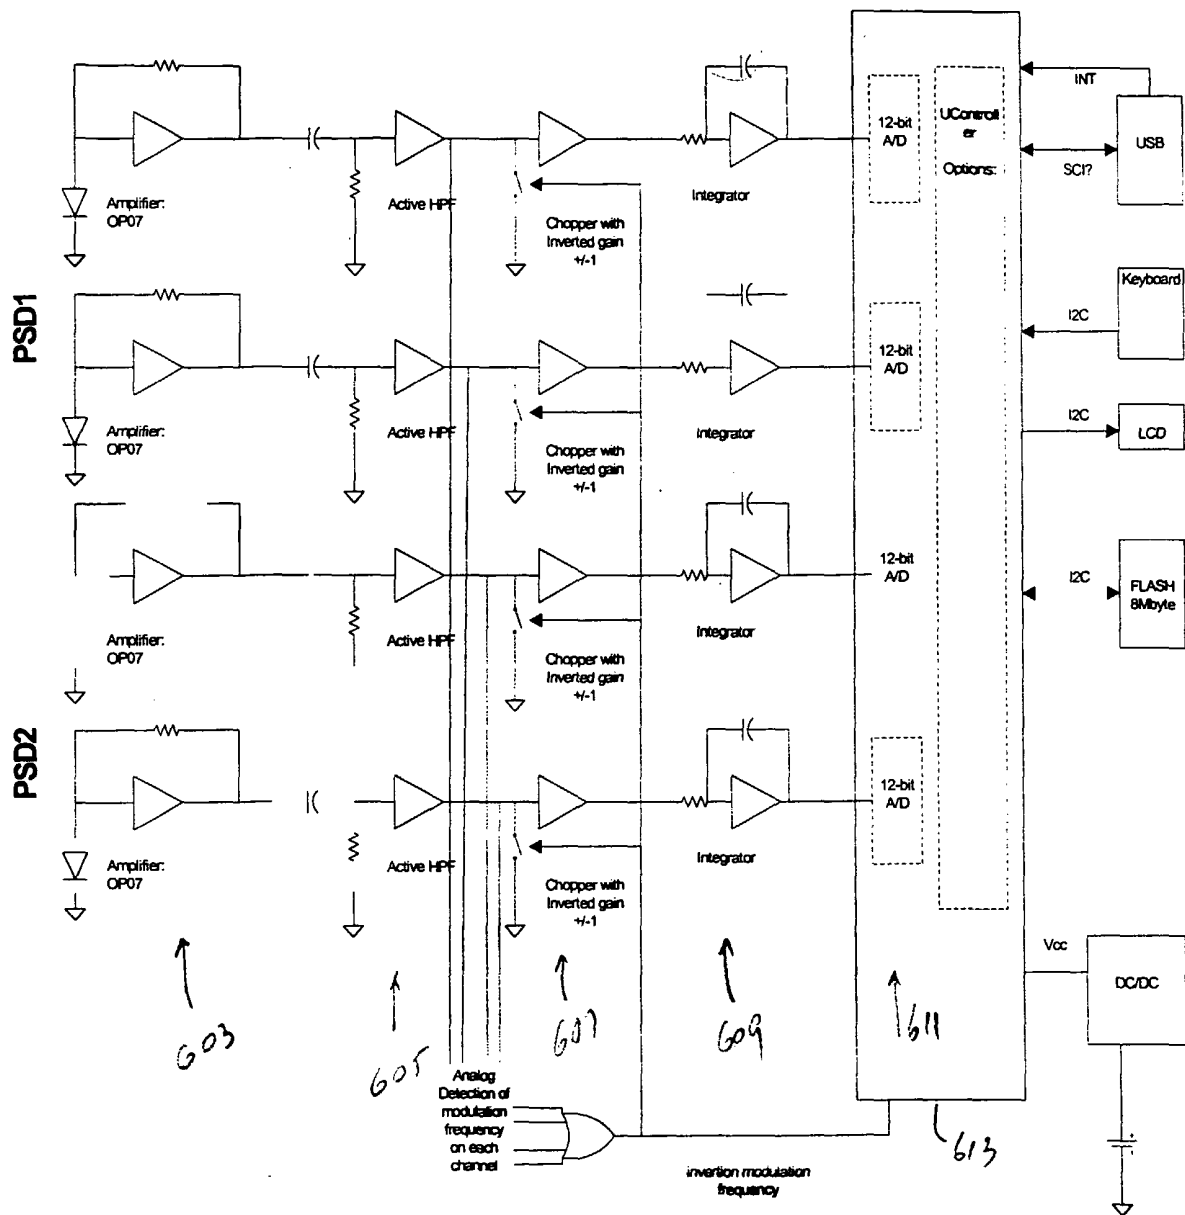 INT
12-bit
A/D
UControll
er
Options:
USB
SCI?
Amplifier:
OP07
Active HPF
Integrator
Chopper with
Inverted gain
+/-1
Keyboard
I2C
PSD1
12-bit
A/D
Amplifier:
OP07
Active HPF
Integrator
I2C
LCD
Chopper with
Inverted gain
+/-1
12-bit
A/D
I2C
FLASH
8Mbyte
Amplifier:
OP07
Active HPF
Integrator
Chopper with
Inverted gain
+/-1
PSD2
12-bit
A/D
Amplifier:
OP07
Active HPF
Integrator
Chopper with
Inverted gain
+/-1
Vcc
DC/DC
603
605
607
609
611
Analog
Detection of
modulation
frequency
on each
channel
613
invertion modulation
frequency